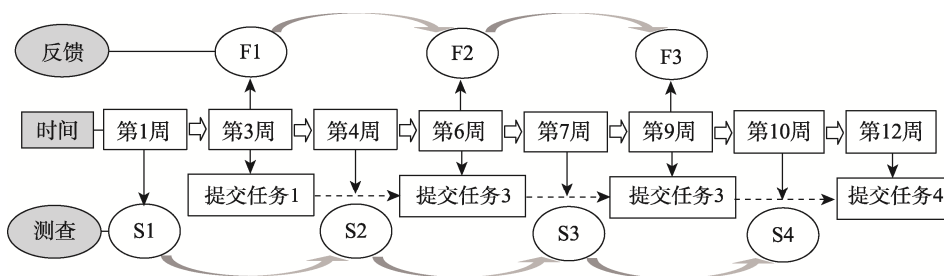 反馈 F1 F2 F3
时间 第1周 第3周 第4周 第6周 第7周 第9周 第10周 第12周
提交任务1 提交任务3 提交任务3 提交任务4
测查 S1 S2 S3 S4